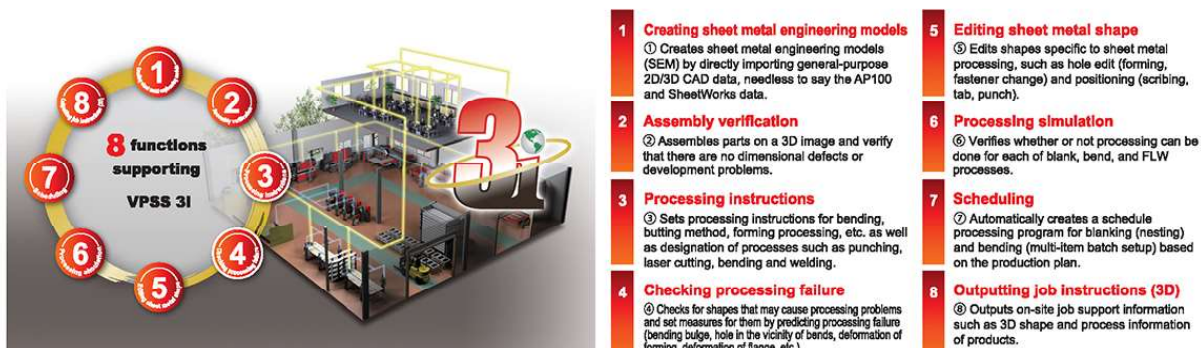 1
2
3
4
5
6
7
8
8 functions
supporting
VPSS 3I
3i
1 Creating sheet metal engineering models
① Creates sheet metal engineering models
(SEM) by directly importing general-purpose
2D/3D CAD data, needless to say the AP100
and SheetWorks data.
2 Assembly verification
② Assembles parts on a 3D image and verify
that there are no dimensional defects or
development problems.
3 Processing instructions
③ Sets processing instructions for bending,
butting method, forming processing, etc. as well
as designation of processes such as punching,
laser cutting, bending and welding.
4 Checking processing failure
④ Checks for shapes that may cause processing problems
and set measures for them by predicting processing failure
(bending bulge, hole in the vicinity of bends, deformation of
forming, deformation of flange, etc.)
5 Editing sheet metal shape
⑤ Edits shapes specific to sheet metal
processing, such as hole edit (forming,
fastener change) and positioning (scribing,
tab, punch).
6 Processing simulation
⑥ Verifies whether or not processing can be
done for each of blank, bend, and FLW
processes.
7 Scheduling
⑦ Automatically creates a schedule
processing program for blanking (nesting)
and bending (multi-item batch setup) based
on the production plan.
8 Outputting job instructions (3D)
⑧ Outputs on-site job support information
such as 3D shape and process information
of products.